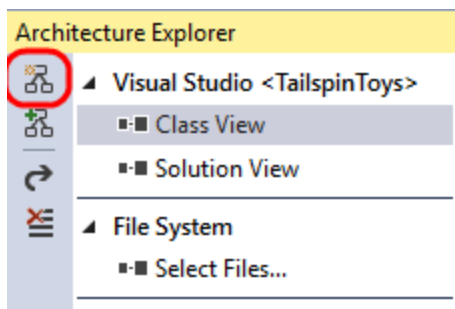 Architecture Explorer
Visual Studio <TailspinToys>
Class View
Solution View
File System
Select Files...